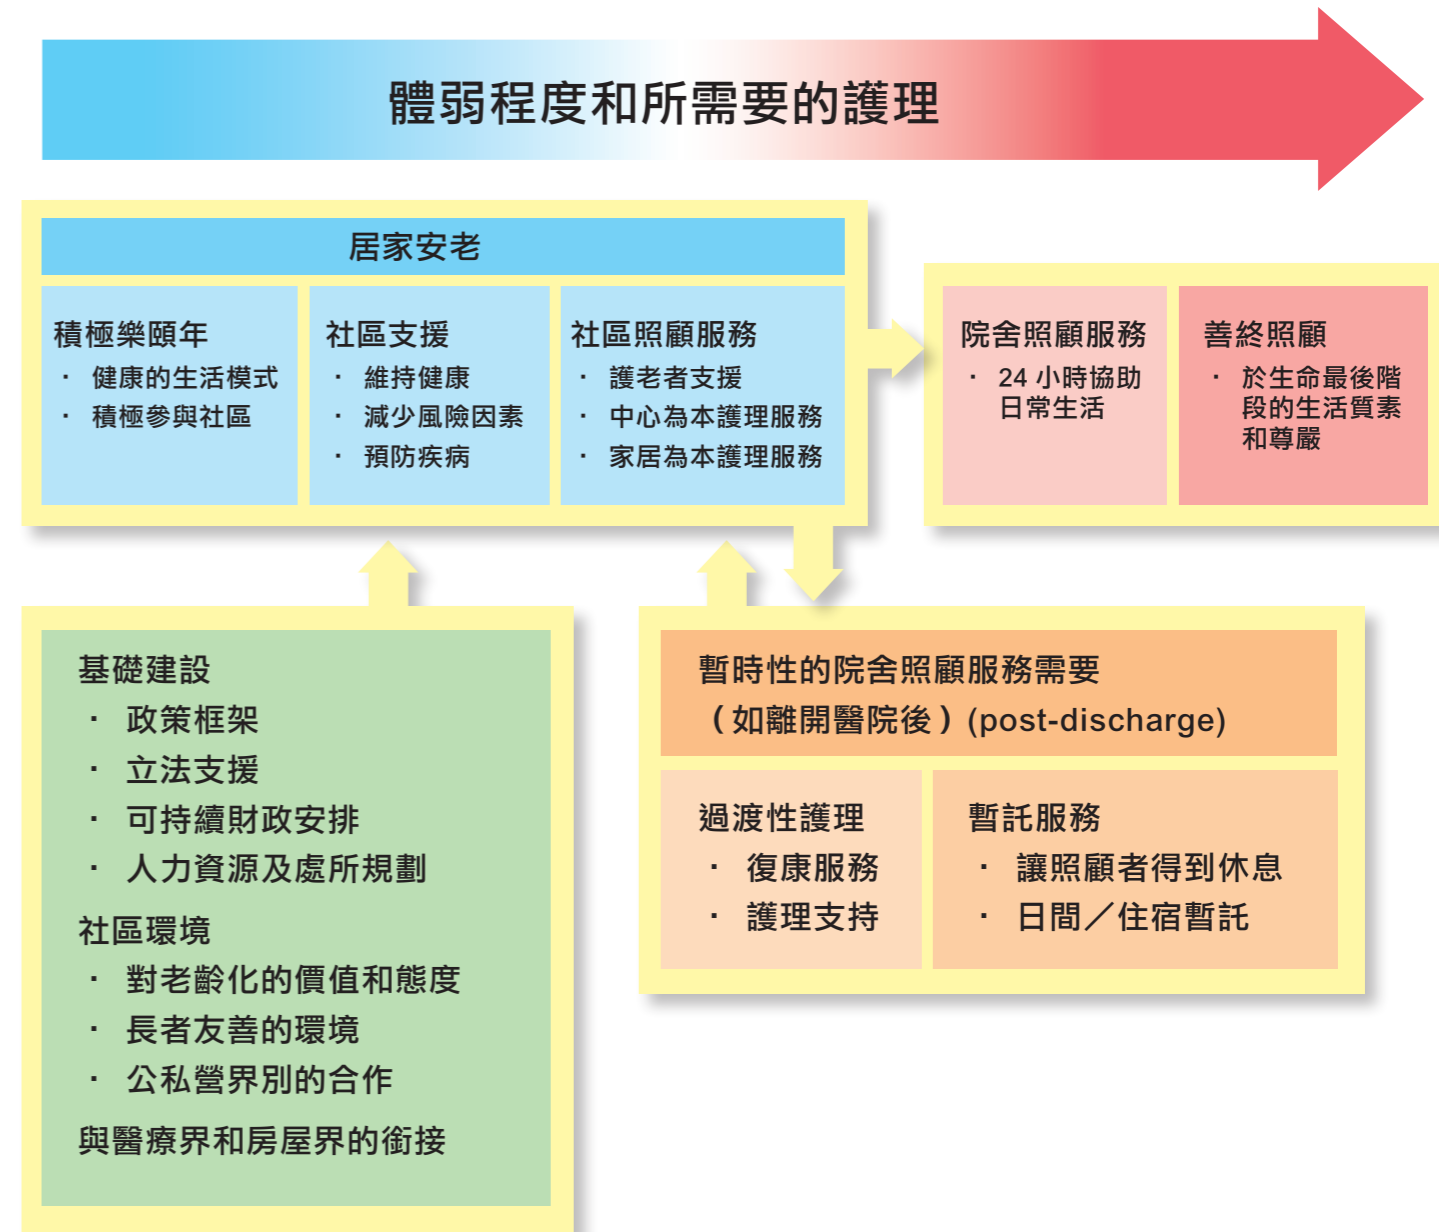 體弱程度和所需要的護理
居家安老
積極樂頤年
· 健康的生活模式
· 積極參與社區
社區支援
· 維持健康
· 減少風險因素
· 預防疾病
社區照顧服務
· 護老者支援
· 中心為本護理服務
· 家居為本護理服務
院舍照顧服務
· 24 小時協助
日常生活
善終照顧
· 於生命最後階
段的生活質素
和尊嚴
基礎建設
· 政策框架
· 立法支援
· 可持續財政安排
· 人力資源及處所規劃
社區環境
· 對老齡化的價值和態度
· 長者友善的環境
· 公私營界別的合作
與醫療界和房屋界的銜接
暫時性的院舍照顧服務需要
（如離開醫院後）(post-discharge)
過渡性護理
· 復康服務
· 護理支持
暫託服務
· 讓照顧者得到休息
· 日間／住宿暫託